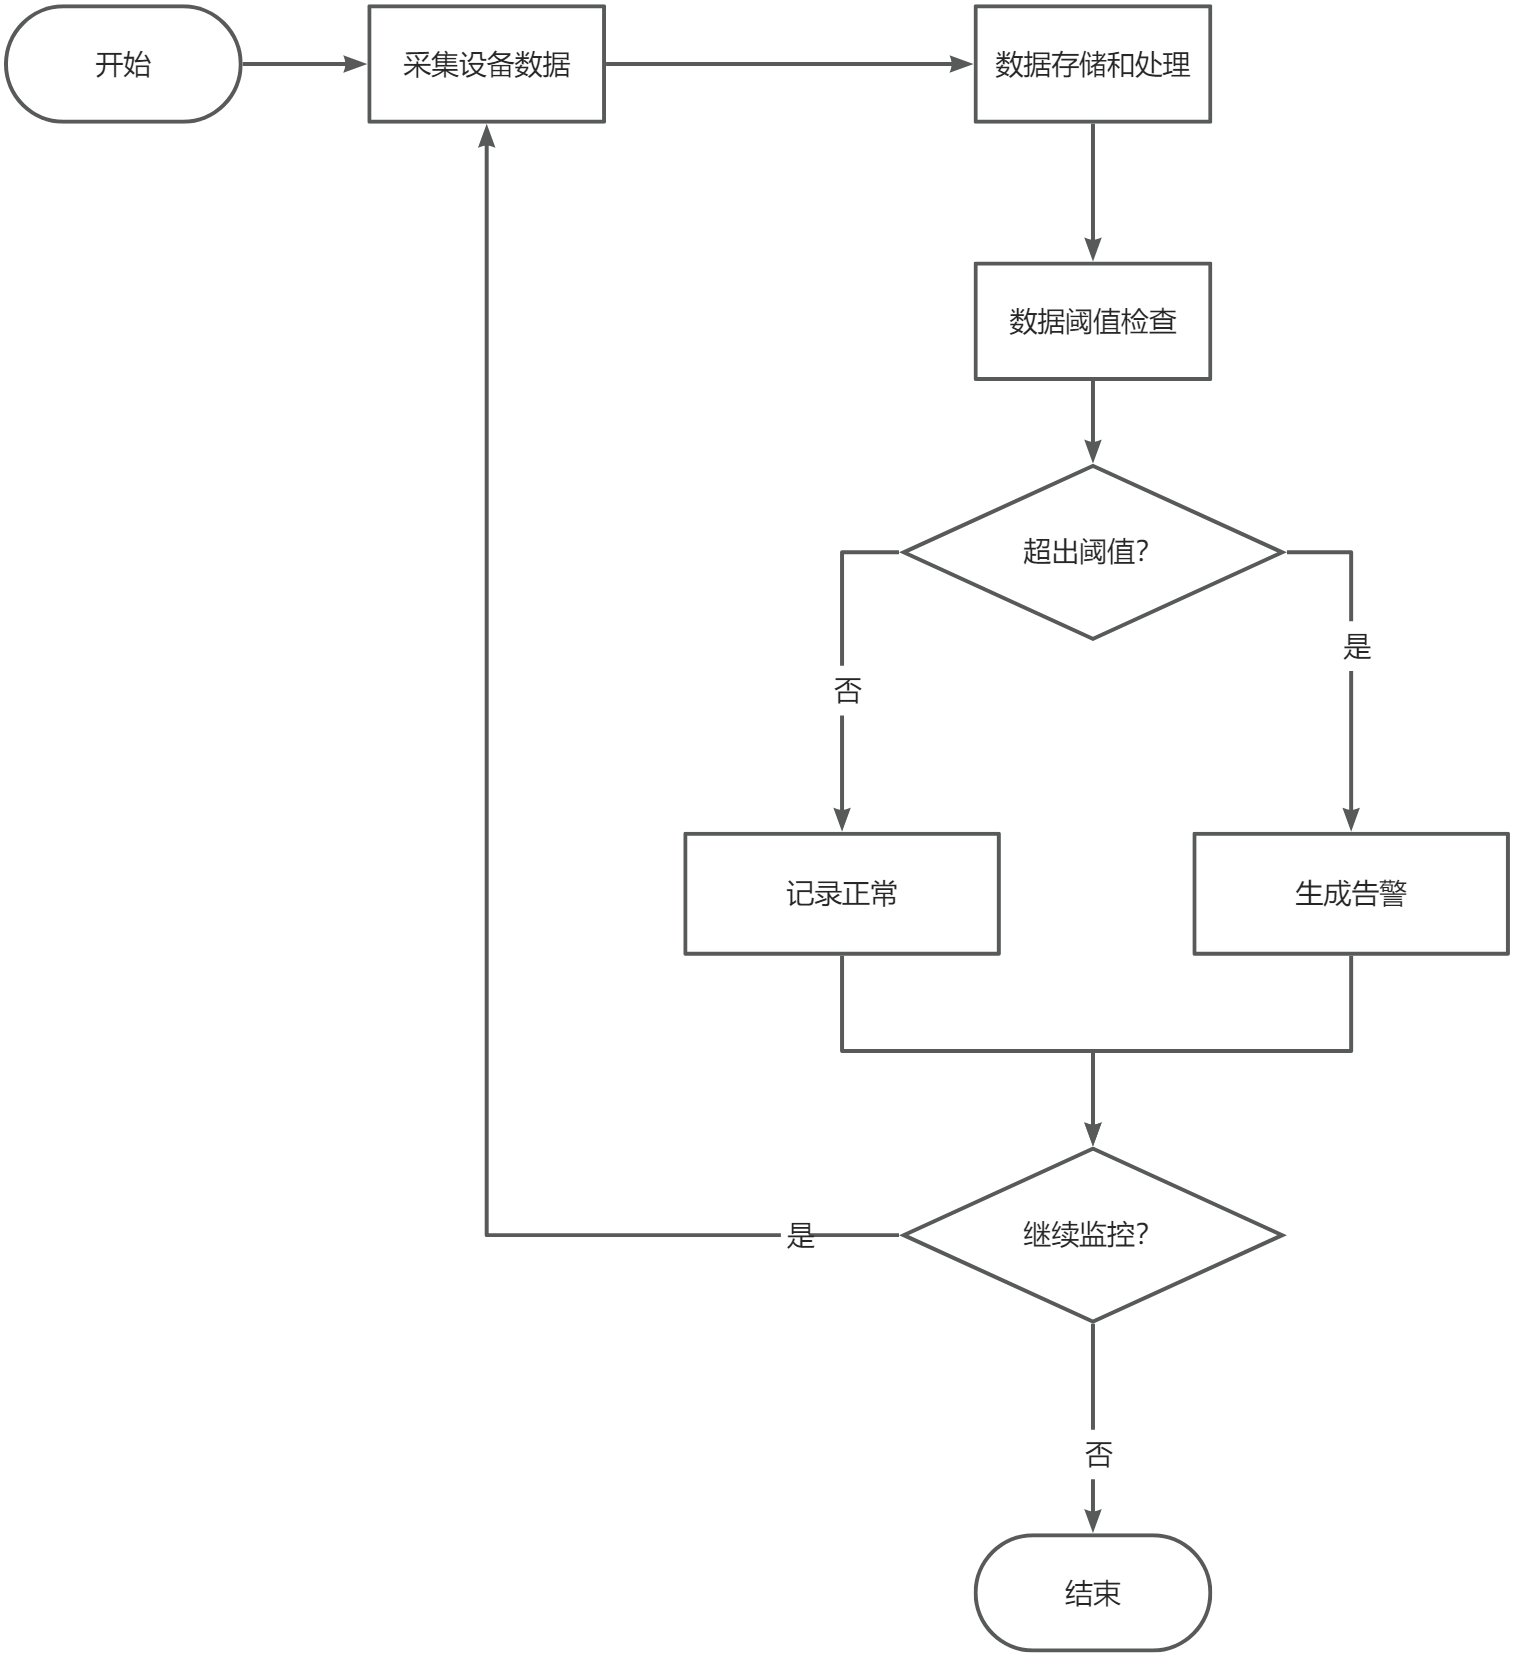 开始
采集设备数据
数据存储和处理
数据阈值检查
超出阈值?
是
否
记录正常
生成告警
继续监控?
是
否
结束